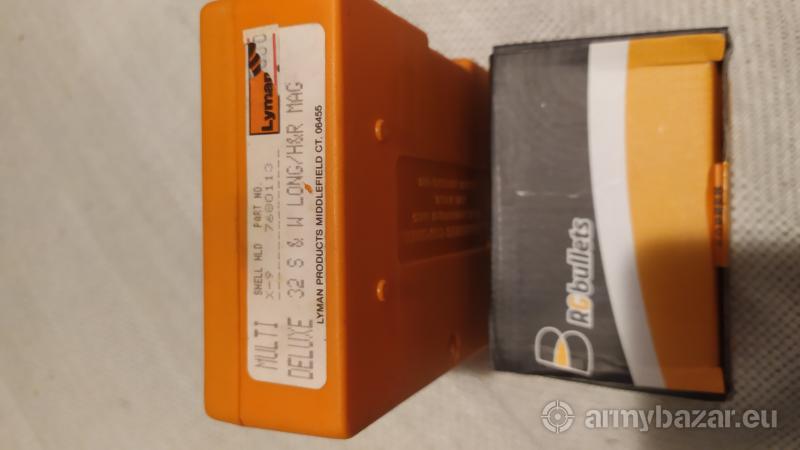 Lyman
SHELL HLD PART NO.
X-9 7680113
MULTI
DELUXE 32 S & W LONG/H&R MAG
LYMAN PRODUCTS MIDDLEFIELD CT. 06455
RGbullets
armybazar.eu